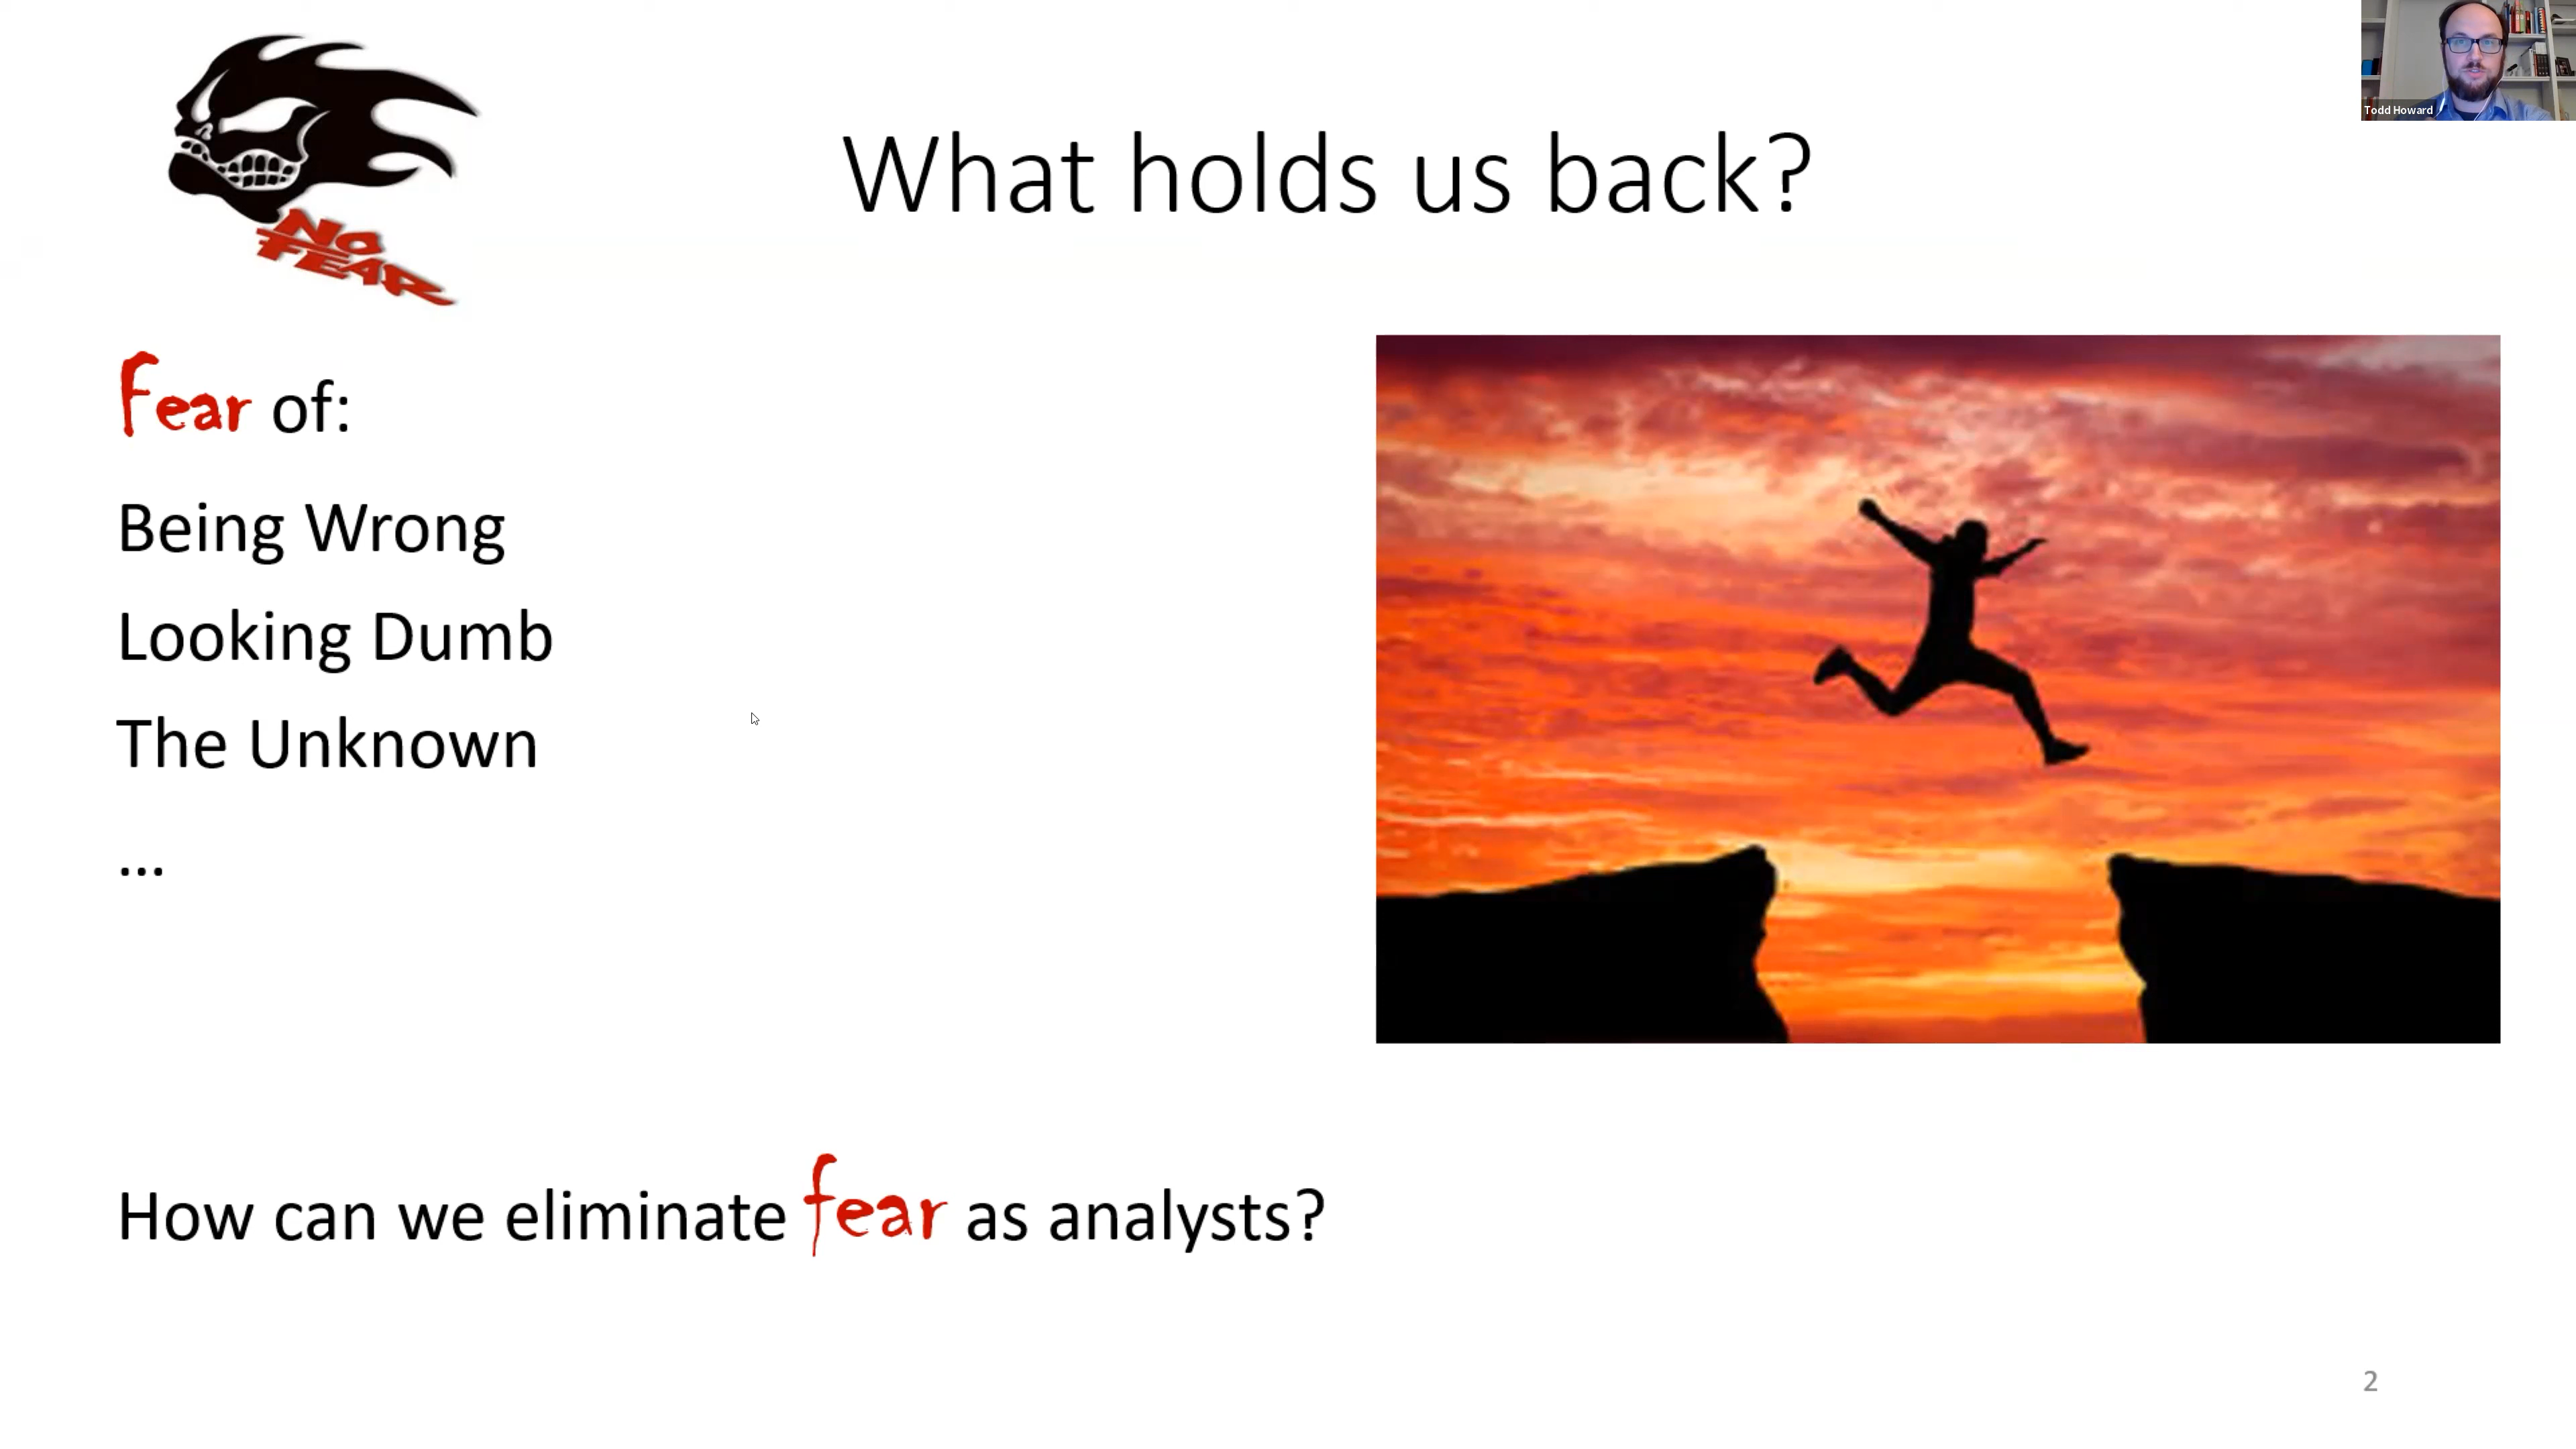 Todd Howard
NO
FEAR
What holds us back?
Fear of:
Being Wrong
Looking Dumb
The Unknown
...
How can we eliminate fear as analysts?
2